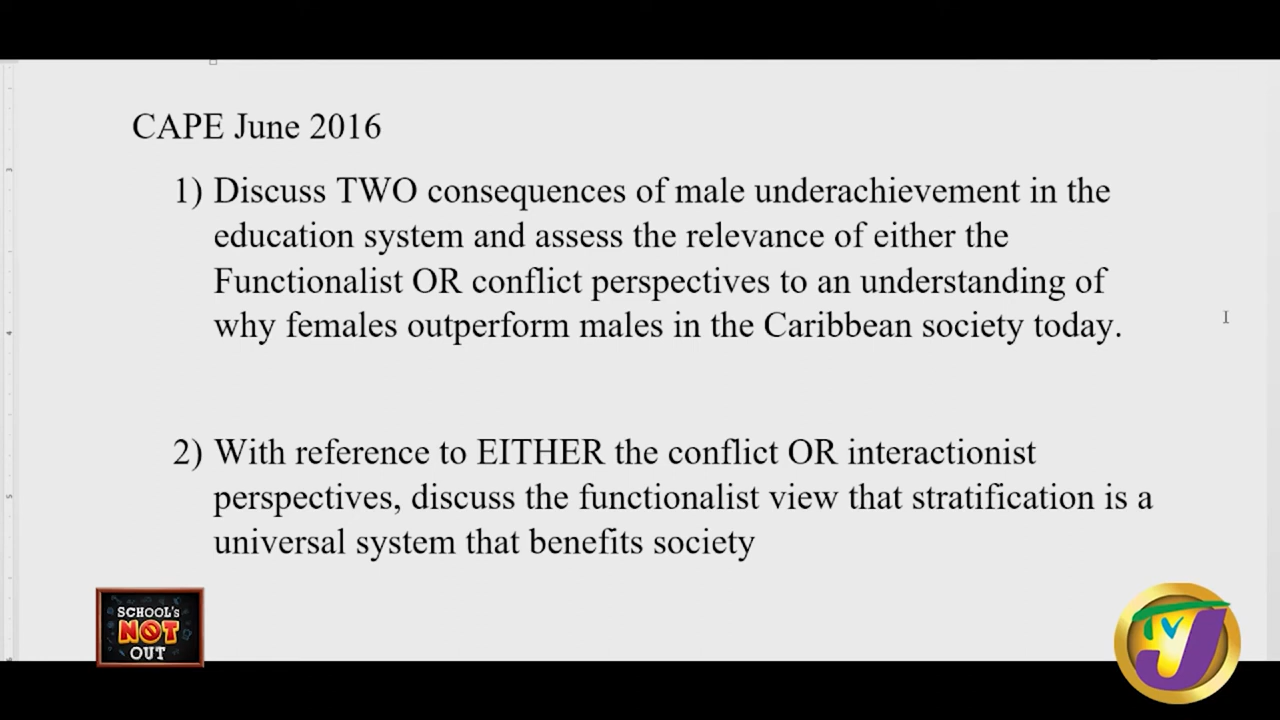 CAPE June 2016
1) Discuss TWO consequences of male underachievement in the
education system and assess the relevance of either the
Functionalist OR conflict perspectives to an understanding of
why females outperform males in the Caribbean society today.
2) With reference to EITHER the conflict OR interactionist
perspectives, discuss the functionalist view that stratification is a
universal system that benefits society
SCHOOL's
NOT
OUT
TVJ